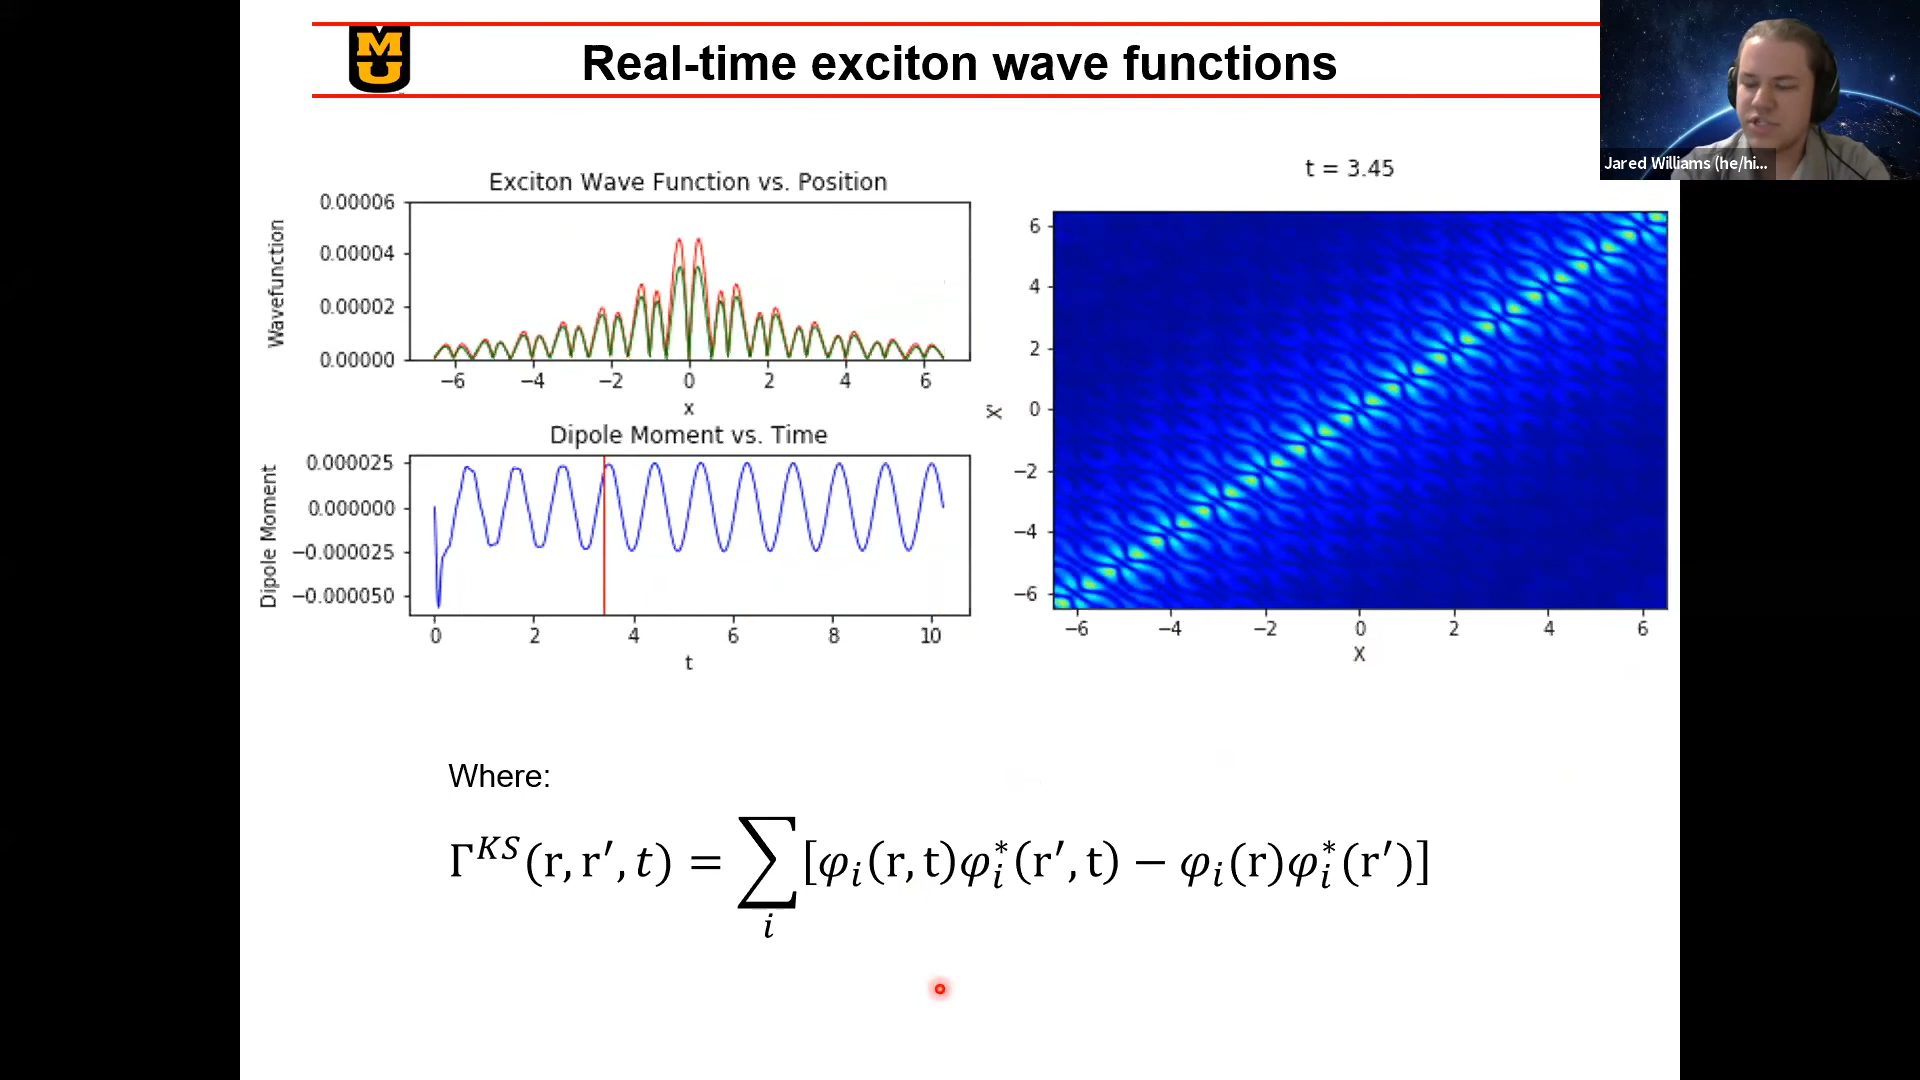 MU
Real-time exciton wave functions
Jared Williams (he/hi...
Exciton Wave Function vs. Position
Wavefunction
0.00006
0.00004
0.00002
0.00000
−6 −4 −2 0 2 4 6
x
Dipole Moment vs. Time
Dipole Moment
0.000025
0.000000
−0.000025
−0.000050
0 2 4 6 8 10
t
t = 3.45
X'
6
4
2
0
−2
−4
−6
−6 −4 −2 0 2 4 6
X
Where:
Γ^{KS}(r, r′, t) = ∑_i [φ_i(r, t)φ_i^*(r′, t) − φ_i(r)φ_i^*(r′)]